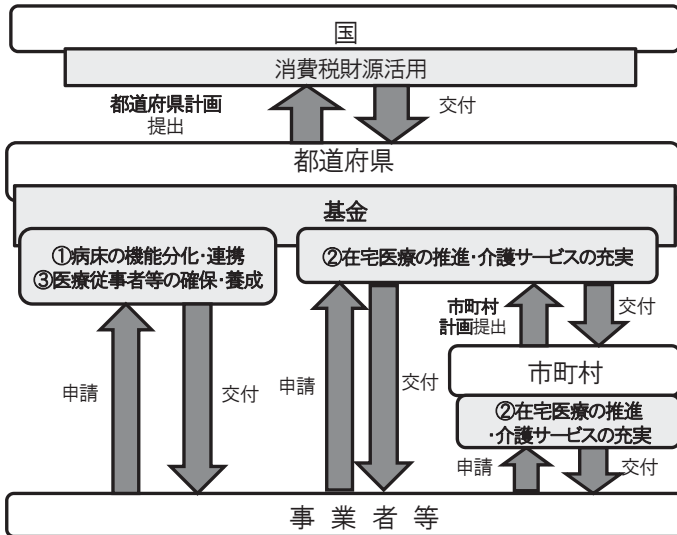 国
消費税財源活用
都道府県計画
提出
交付
都道府県
基金
①病床の機能分化・連携
③医療従事者等の確保・養成
②在宅医療の推進・介護サービスの充実
市町村
計画提出
交付
市町村
②在宅医療の推進
・介護サービスの充実
申請
交付
申請
交付
申請
交付
事業者等